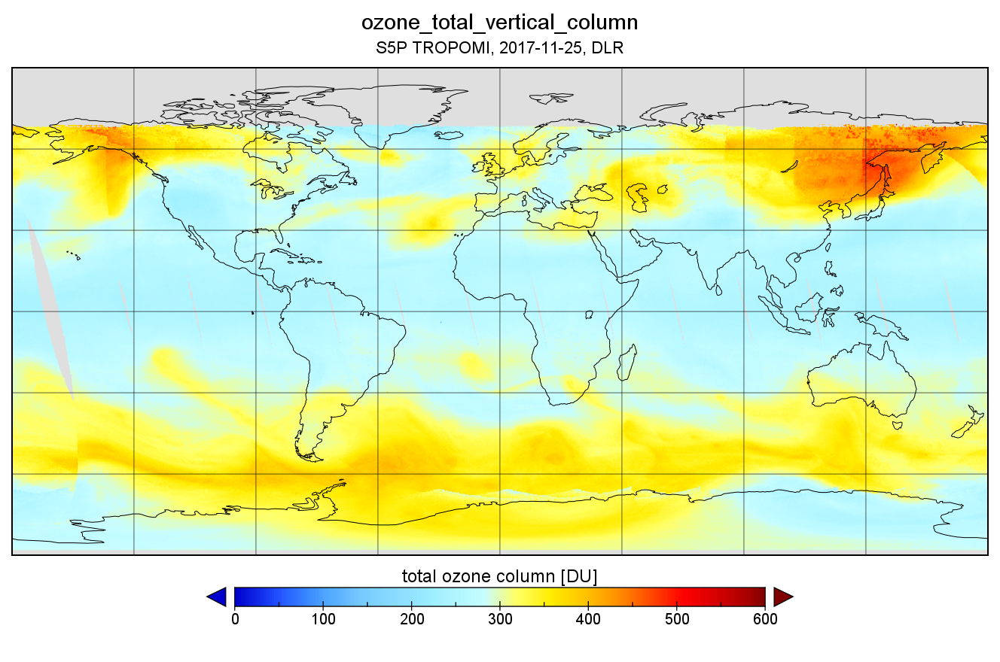 ozone_total_vertical_column
S5P TROPOMI, 2017-11-25, DLR
total ozone column [DU]
0 100 200 300 400 500 600